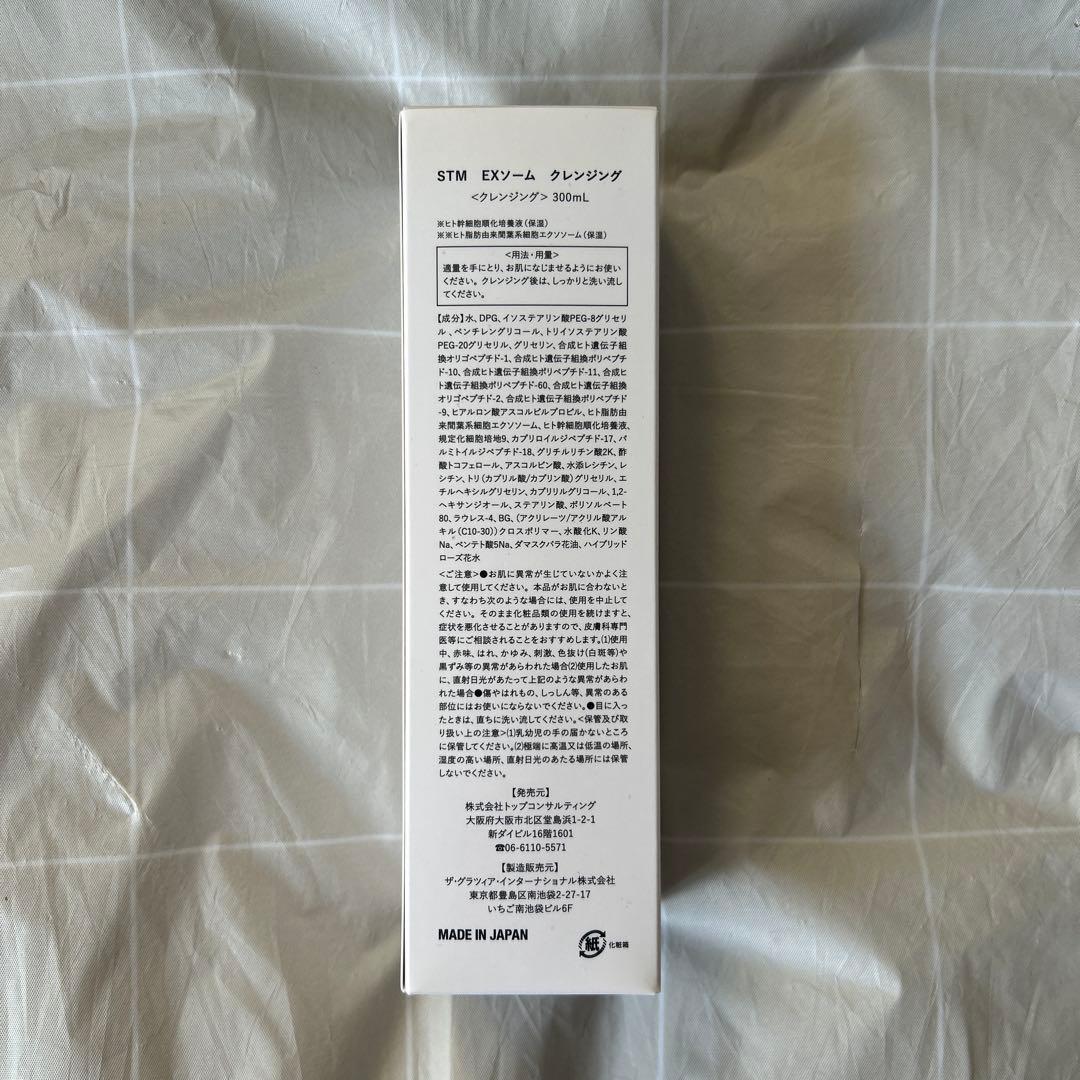 STM EXソーム クレンジング
<クレンジング> 300mL
※ヒト幹細胞順化培養液(保湿)
※※ヒト脂肪由来間葉系細胞エクソソーム(保湿)
<用法・用量>
適量を手にとり、お肌になじませるようにお使い
ください。クレンジング後は、しっかりと洗い流し
てください。
【成分】水、DPG、イソステアリン酸PEG-8グリセリ
ル、ペンチレングリコール、トリイソステアリン酸
PEG-20グリセリル、グリセリン、合成ヒト遺伝子組
換オリゴペプチド-1、合成ヒト遺伝子組換ポリペプチ
ド-10、合成ヒト遺伝子組換ポリペプチド-11、合成ヒ
ト遺伝子組換ポリペプチド-60、合成ヒト遺伝子組換
オリゴペプチド-2、合成ヒト遺伝子組換ポリペプチド
-9、ヒアルロン酸アスコルビルプロピル、ヒト脂肪由
来間葉系細胞エクソソーム、ヒト幹細胞順化培養液、
規定化細胞培地9、カプリロイルジペプチド-17、パ
ルミトイルジペプチド-18、グリチルリチン酸2K、酢
酸トコフェロール、アスコルビン酸、水添レシチン、レ
シチン、トリ(カプリル酸/カプリン酸)グリセリル、エ
チルヘキシルグリセリン、カプリリルグリコール、1,2-
ヘキサンジオール、ステアリン酸、ポリソルベート
80、ラウレス-4、BG、(アクリレーツ/アクリル酸アル
キル(C10-30))クロスポリマー、水酸化K、リン酸
Na、ペンテト酸5Na、ダマスクバラ花油、ハイブリッド
ローズ花水
<ご注意>●お肌に異常が生じていないかよく注
意して使用してください。本品がお肌に合わないと
き、すなわち次のような場合には、使用を中止して
ください。そのまま化粧品類の使用を続けますと、
症状を悪化させることがありますので、皮膚科専門
医等にご相談されることをおすすめします。(1)使用
中、赤味、はれ、かゆみ、刺激、色抜け(白斑等)や
黒ずみ等の異常があらわれた場合(2)使用したお肌
に、直射日光があたって上記のような異常があらわ
れた場合●傷やはれもの、しっしん等、異常のある
部位にはお使いにならないでください。●目に入っ
たときは、直ちに洗い流してください。<保管及び取
り扱い上の注意>(1)乳幼児の手の届かないところ
に保管してください。(2)極端に高温又は低温の場所、
湿度の高い場所、直射日光のあたる場所には保管
しないでください。
【発売元】
株式会社トップコンサルティング
大阪府大阪市北区堂島浜1-2-1
新ダイビル16階1601
☎06-6110-5571
【製造販売元】
ザ・グラツィア・インターナショナル株式会社
東京都豊島区南池袋2-27-17
いちご南池袋ビル6F
MADE IN JAPAN
紙 化粧箱